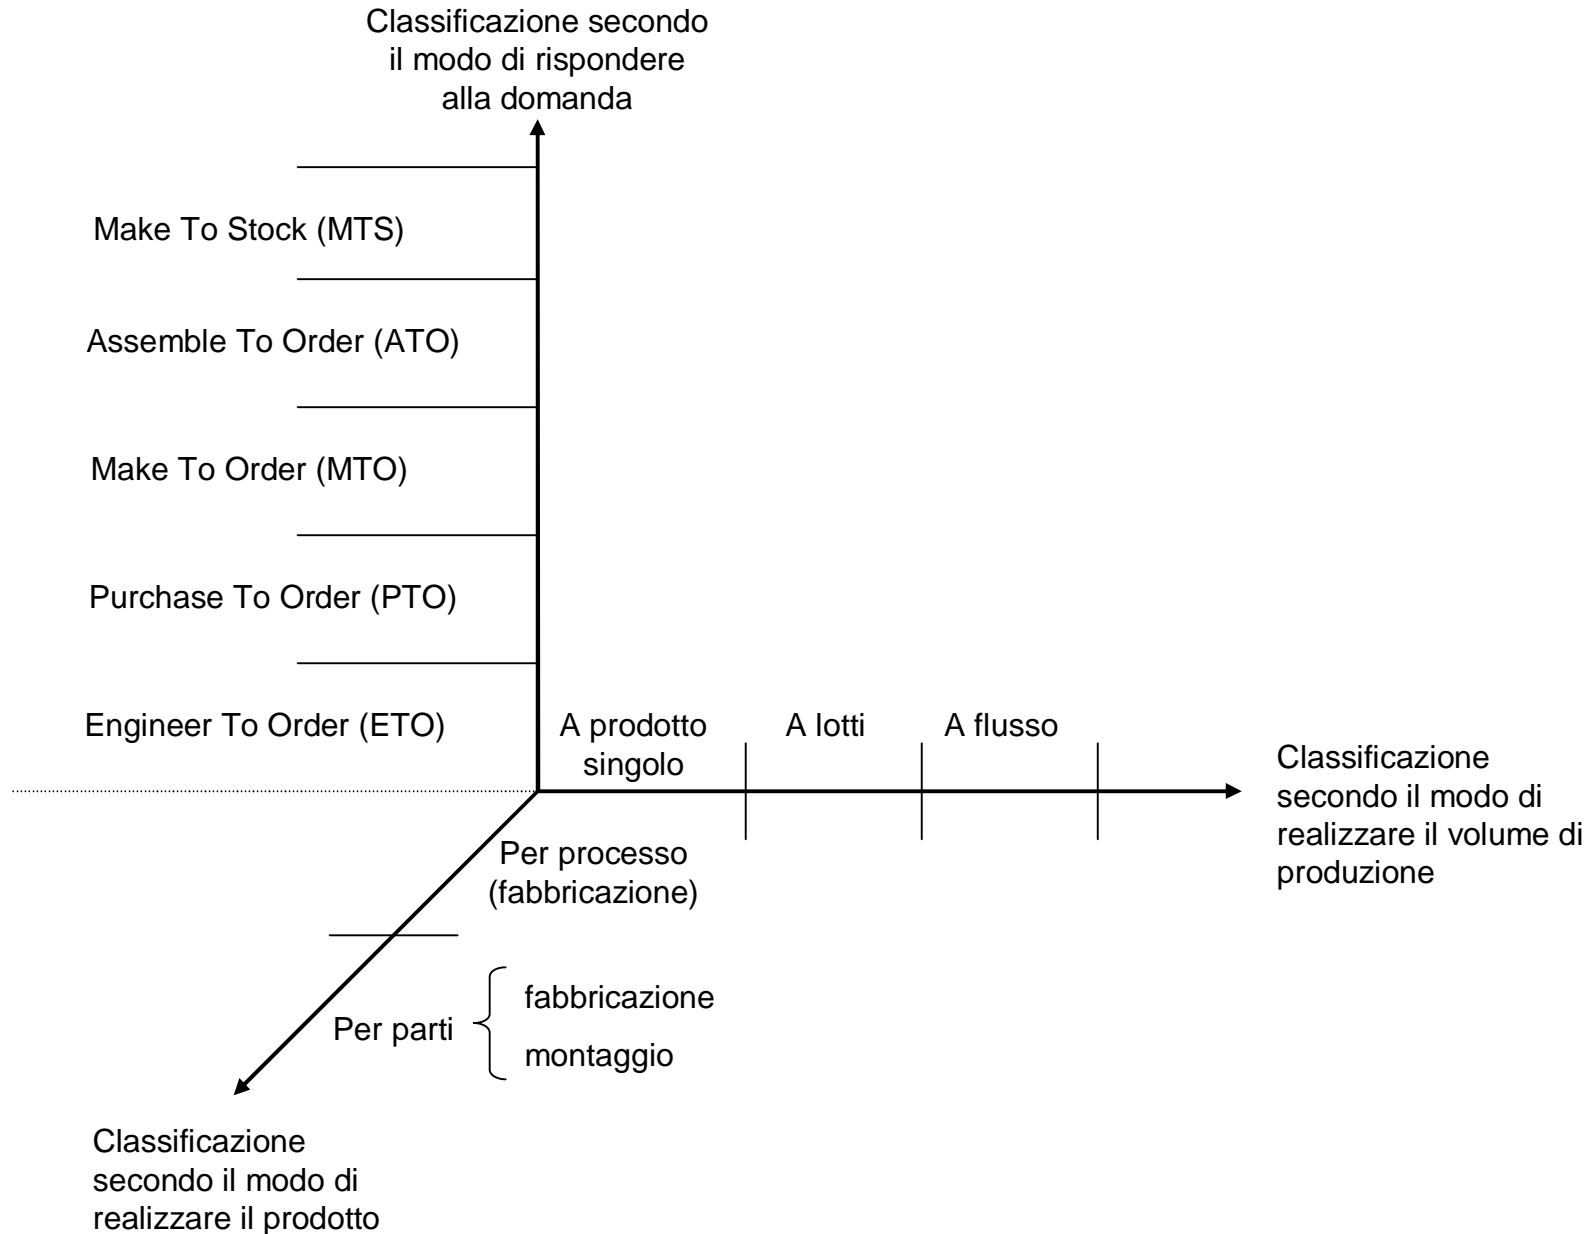 Classificazione secondo
il modo di rispondere
alla domanda
Make To Stock (MTS)
Assemble To Order (ATO)
Make To Order (MTO)
Purchase To Order (PTO)
Engineer To Order (ETO)
A prodotto
singolo
A lotti
A flusso
Classificazione
secondo il modo di
realizzare il volume di
produzione
Per processo
(fabbricazione)
Per parti
fabbricazione
montaggio
Classificazione
secondo il modo di
realizzare il prodotto